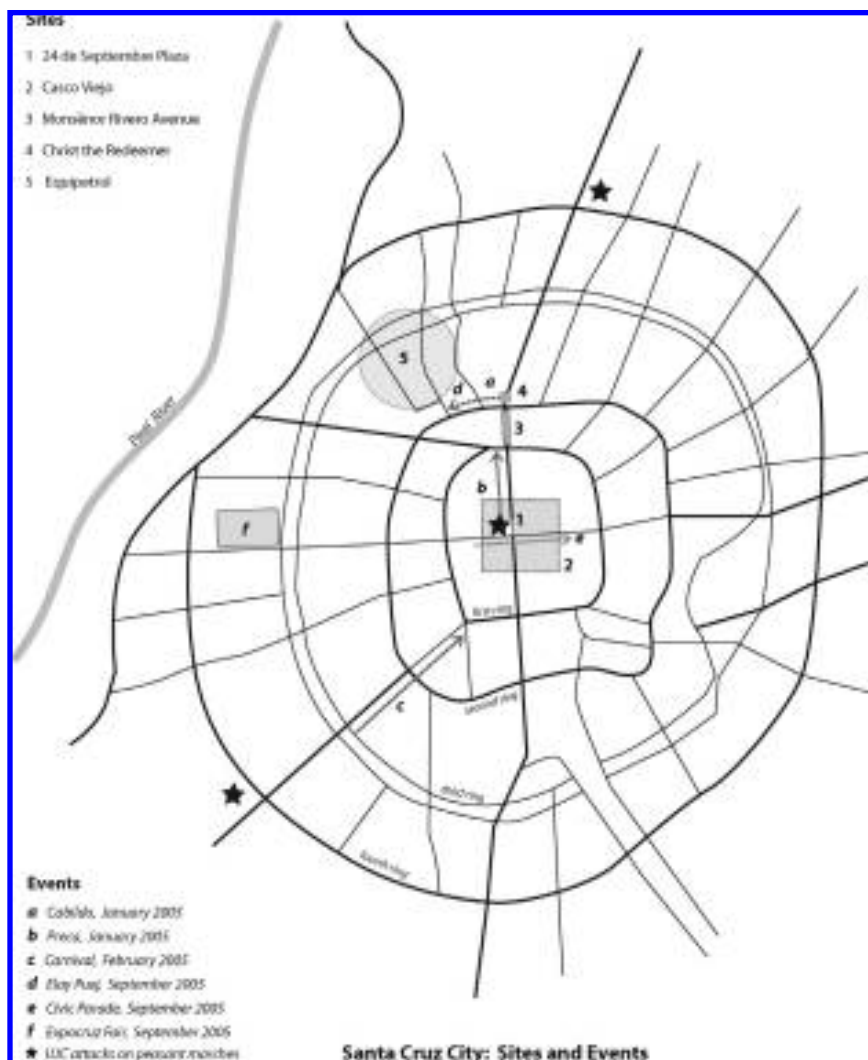 Sites
1 24 de Septiembre Plaza
2 Casco Viejo
3 Monseñor Rivero Avenue
4 Christ the Redeemer
5 Equipetrol
5
d
a
4
3
Piraí River
b
f
1
e
2
first ring
c
second ring
third ring
fourth ring
Events
a Cabildo, January 2005
b Precs, January 2005
c Carnival, February 2005
d Elay Puej, September 2005
e Civic Parade, September 2005
f Expocruz Fair, September 2005
★ UJC attacks on peasant marches
Santa Cruz City: Sites and Events